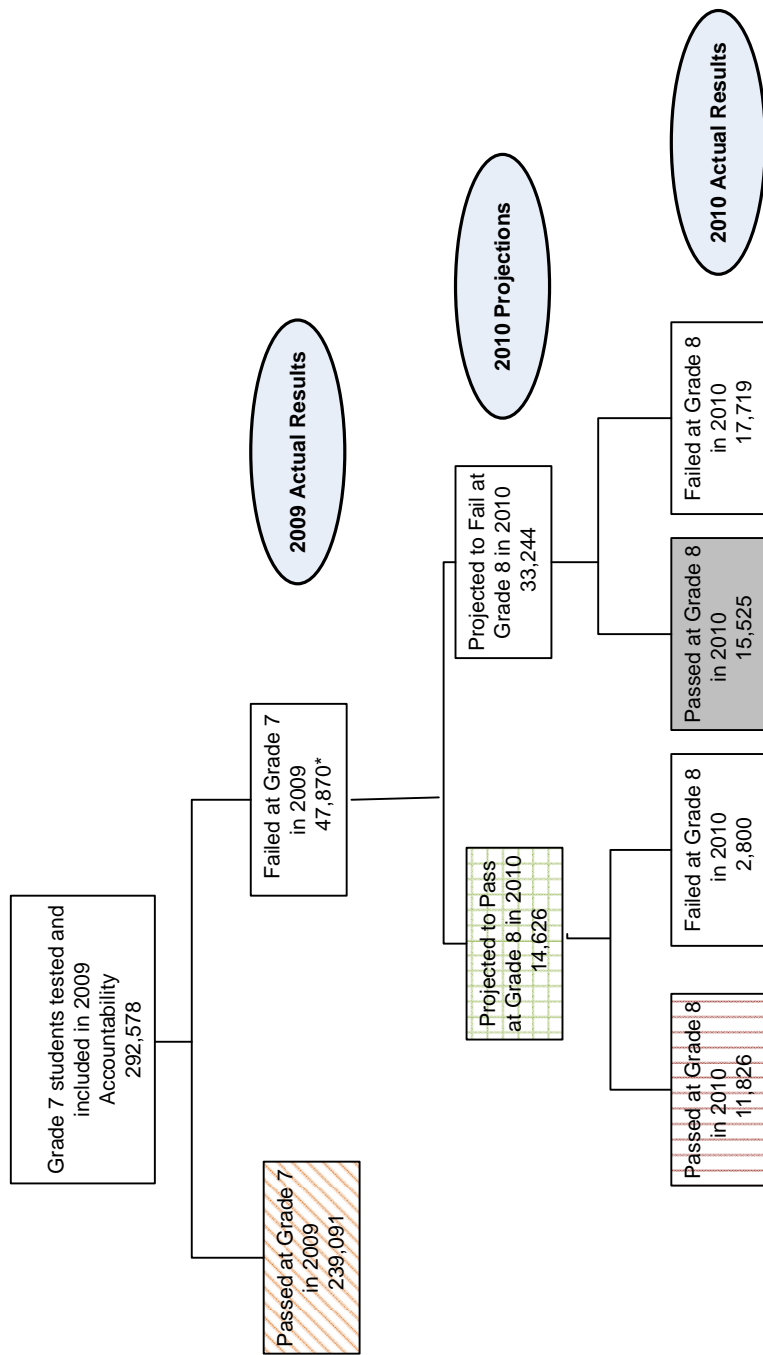 Grade 7 students tested and
included in 2009
Accountability
292,578
Passed at Grade 7
in 2009
239,091
Failed at Grade 7
in 2009
47,870*
2009 Actual Results
Projected to Pass
at Grade 8 in 2010
14,626
Projected to Fail at
Grade 8 in 2010
33,244
2010 Projections
Passed at Grade 8
in 2010
11,826
Failed at Grade 8
in 2010
2,800
Passed at Grade 8
in 2010
15,525
Failed at Grade 8
in 2010
17,719
2010 Actual Results